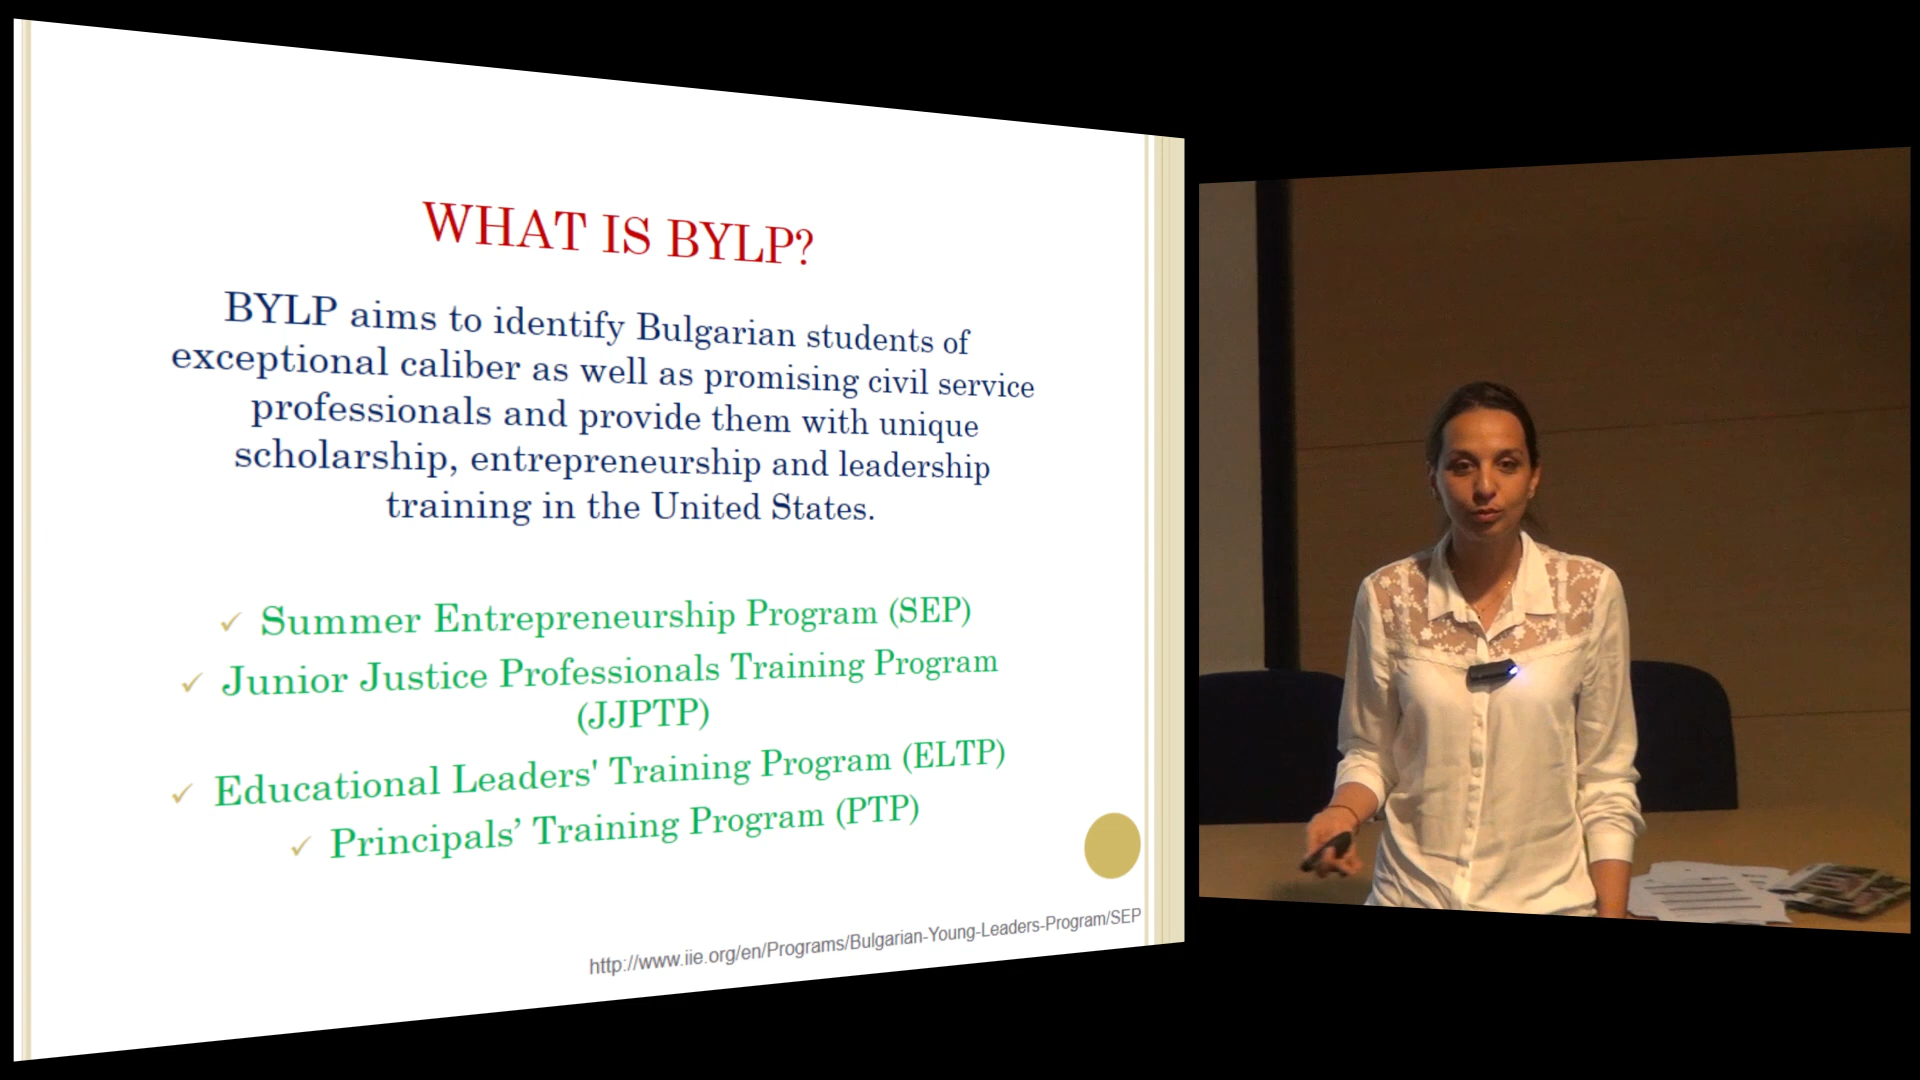 WHAT IS BYLP?
BYLP aims to identify Bulgarian students of
exceptional caliber as well as promising civil service
professionals and provide them with unique
scholarship, entrepreneurship and leadership
training in the United States.
✓ Summer Entrepreneurship Program (SEP)
✓ Junior Justice Professionals Training Program
(JJPTP)
✓ Educational Leaders' Training Program (ELTP)
✓ Principals’ Training Program (PTP)
http://www.iie.org/en/Programs/Bulgarian-Young-Leaders-Program/SEP